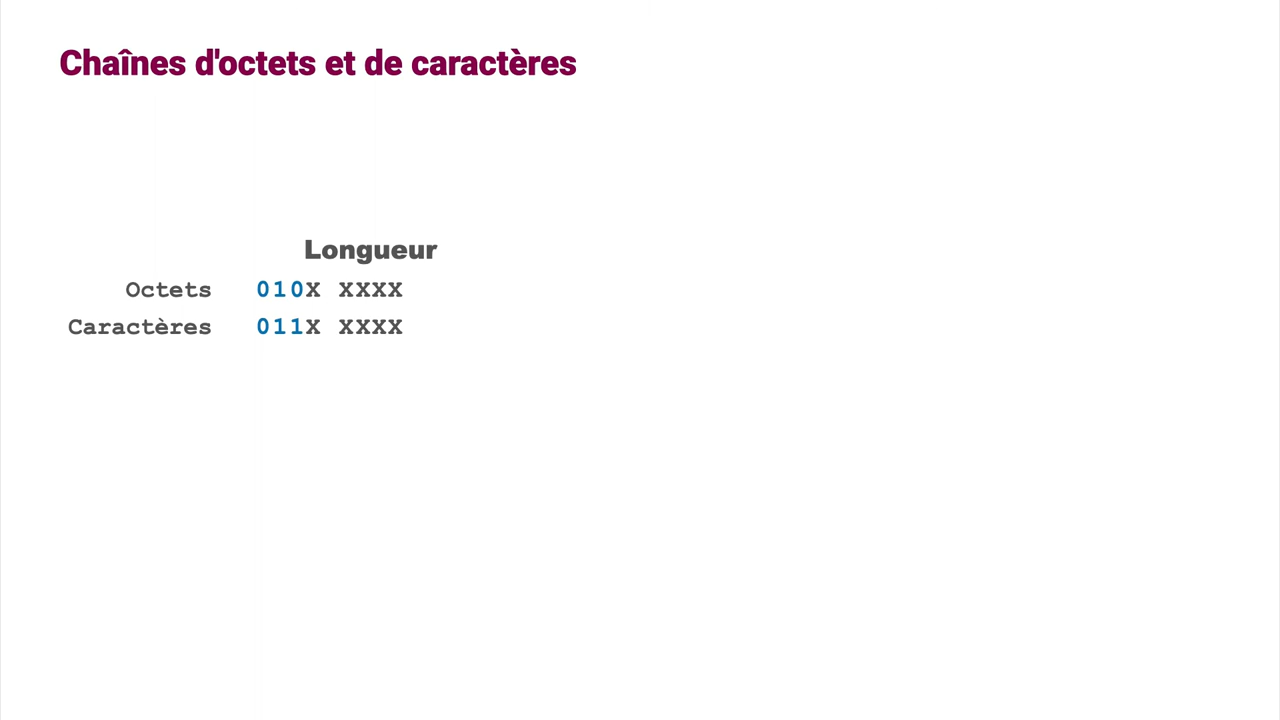 Chaînes d'octets et de caractères
Longueur
Octets 010X XXXX
Caractères 011X XXXX